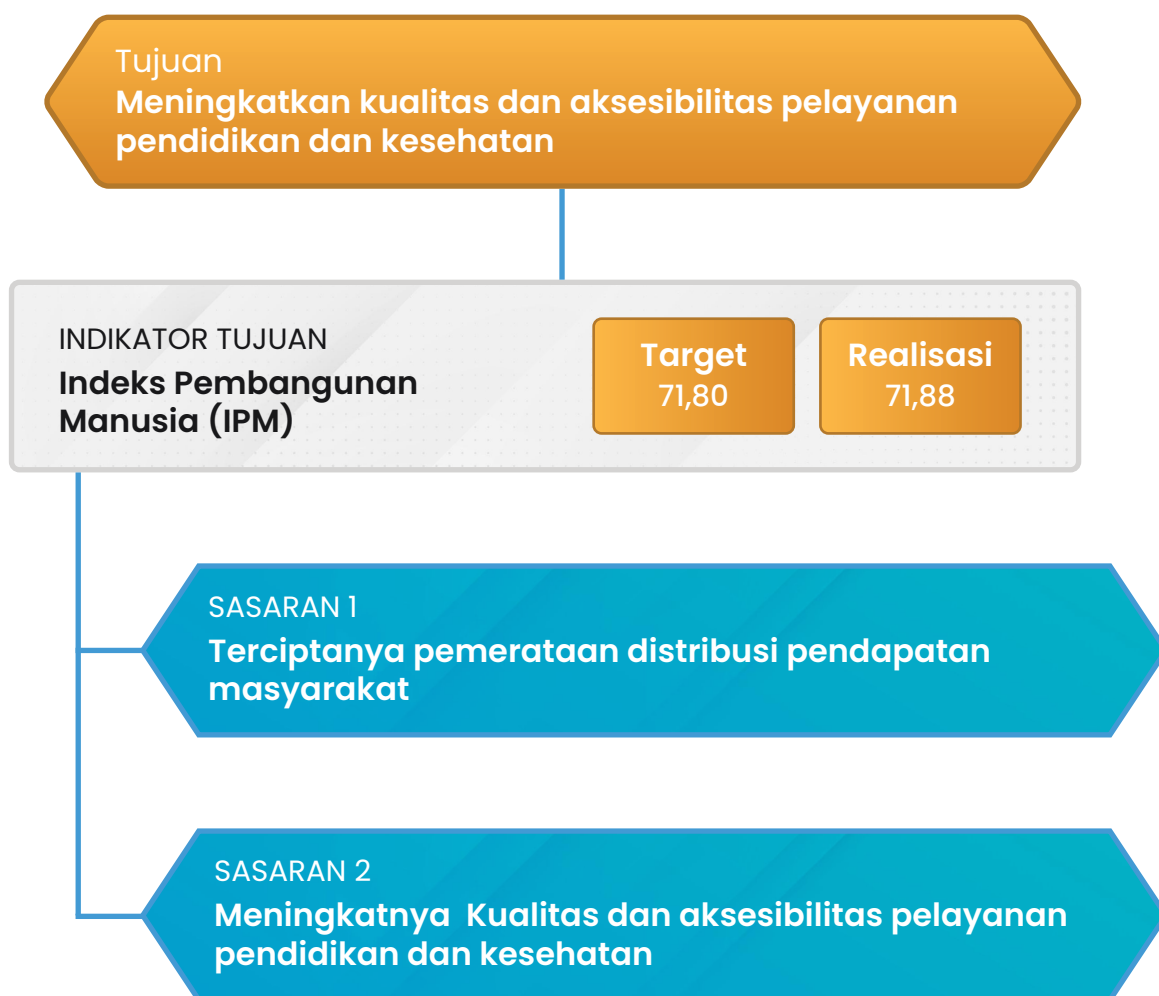 Tujuan
Meningkatkan kualitas dan aksesibilitas pelayanan
pendidikan dan kesehatan
INDIKATOR TUJUAN
Indeks Pembangunan
Manusia (IPM)
Target
71,80
Realisasi
71,88
SASARAN 1
Terciptanya pemerataan distribusi pendapatan
masyarakat
SASARAN 2
Meningkatnya  Kualitas dan aksesibilitas pelayanan
pendidikan dan kesehatan